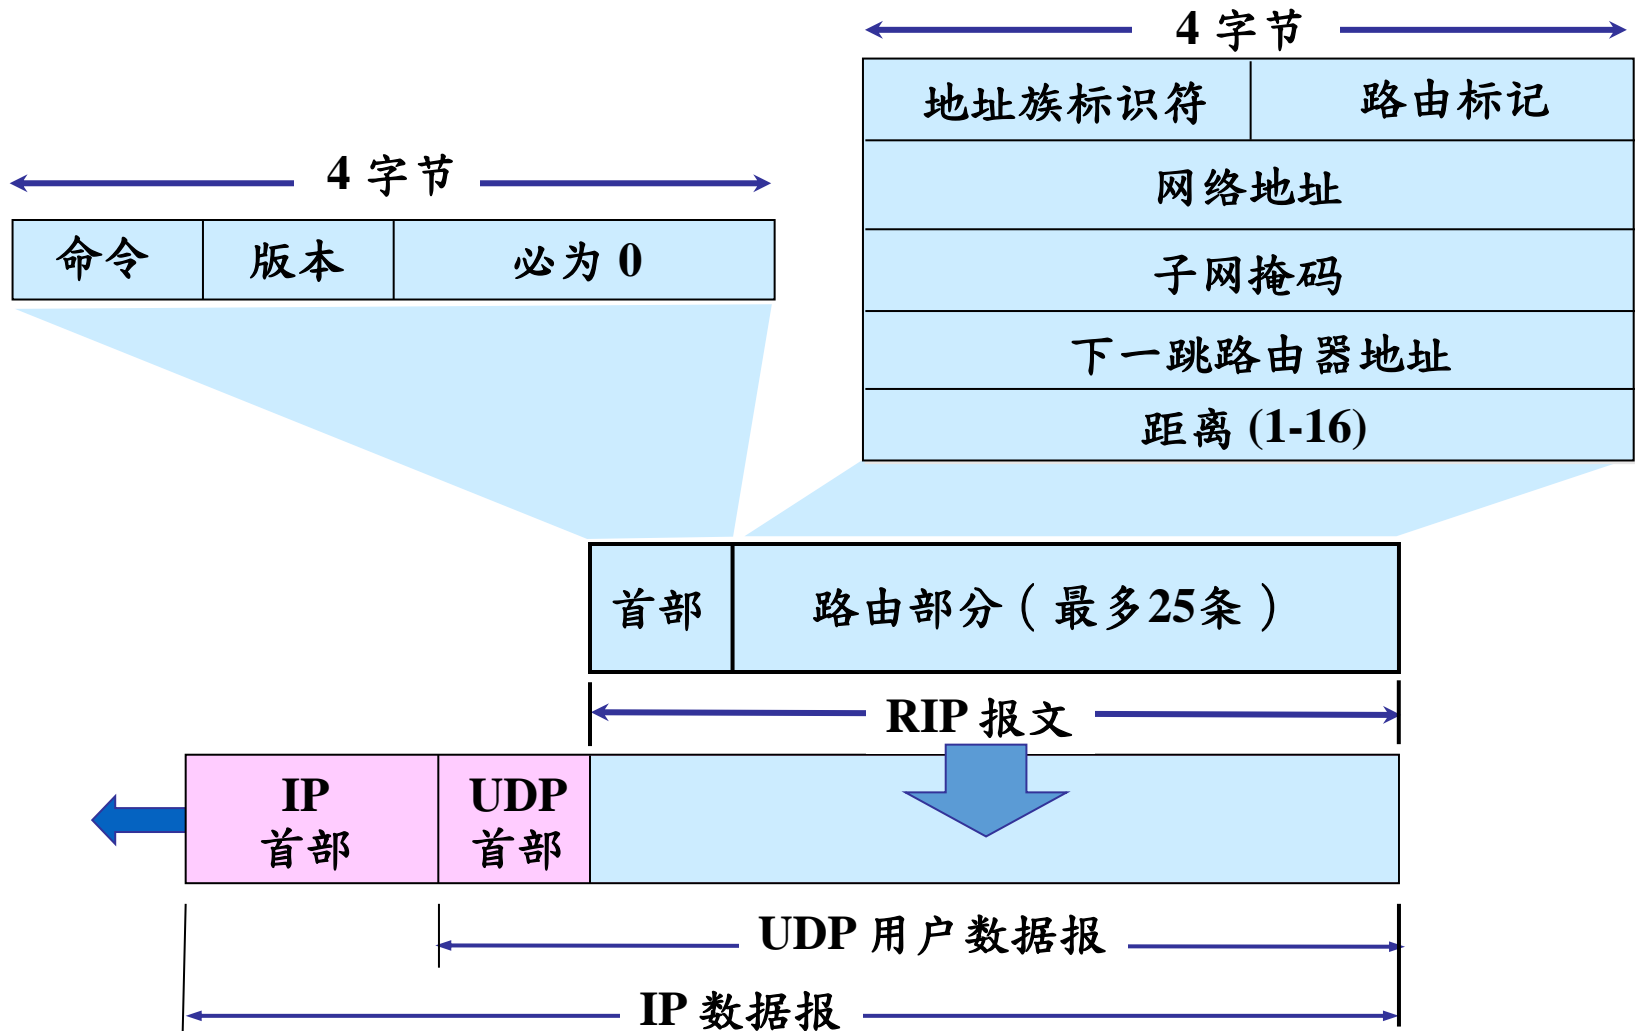 4 字节
地址族标识符 路由标记
网络地址
子网掩码
下一跳路由器地址
距离 (1-16)
4 字节
命令 版本 必为 0
首部 路由部分（最多25条）
RIP 报文
IP
首部
UDP
首部
UDP 用户数据报
IP 数据报